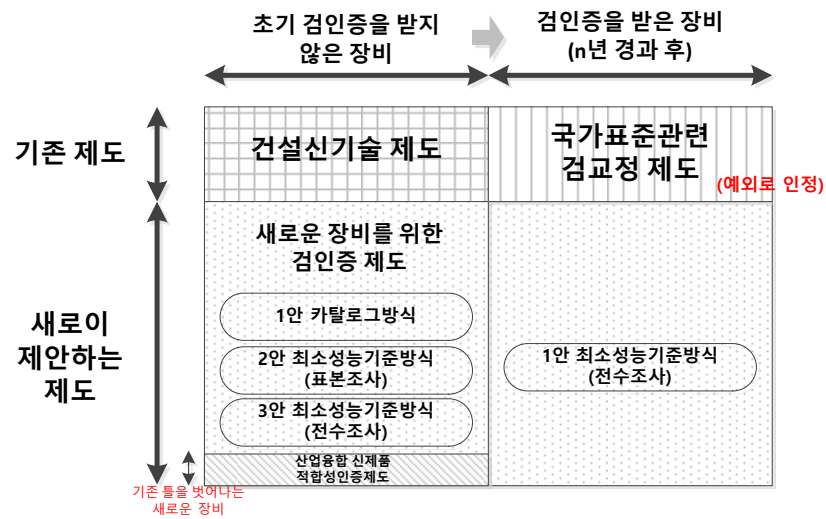 초기 검인증을 받지
않은 장비
검인증을 받은 장비
(n년 경과 후)
기존 제도
건설신기술 제도
국가표준관련
검교정 제도
(예외로 인정)
새로이
제안하는
제도
새로운 장비를 위한
검인증 제도
1안 카탈로그방식
2안 최소성능기준방식
(표본조사)
3안 최소성능기준방식
(전수조사)
1안 최소성능기준방식
(전수조사)
산업융합 신제품
적합성인증제도
기존 틀을 벗어나는
새로운 장비